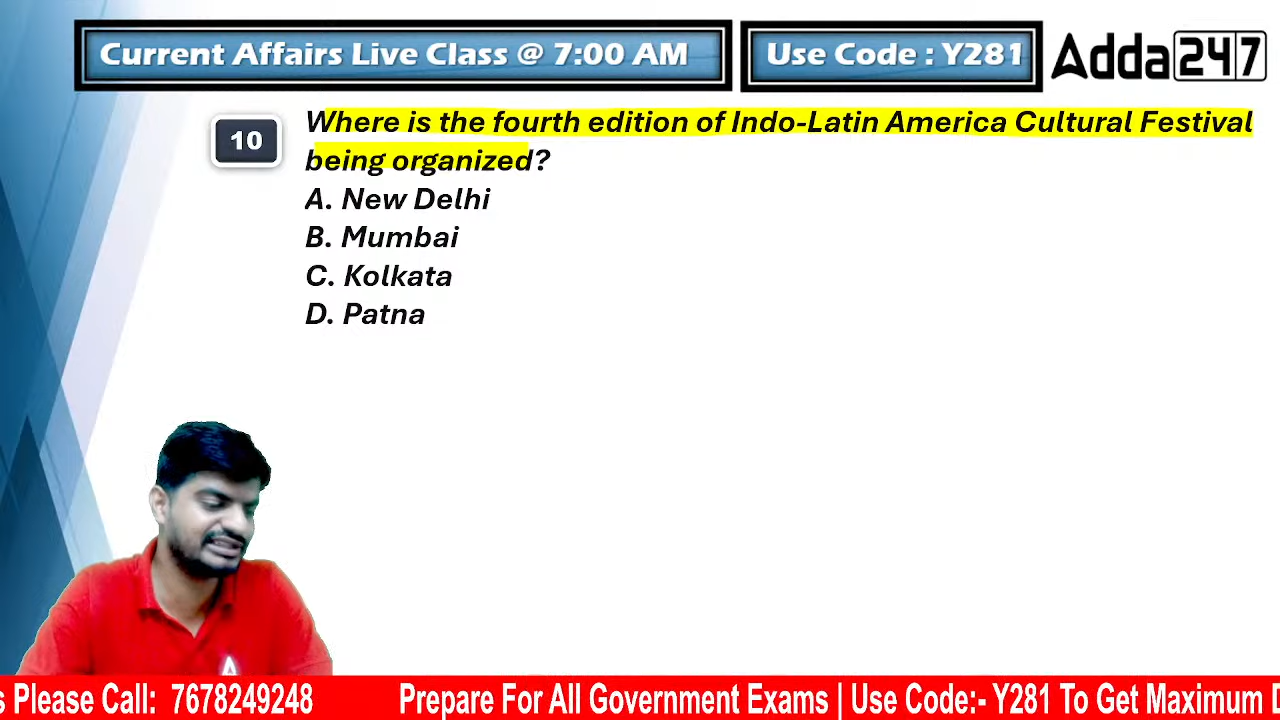 Current Affairs Live Class @ 7:00 AM
Use Code : Y281
Adda247
10
Where is the fourth edition of Indo-Latin America Cultural Festival
being organized?
A. New Delhi
B. Mumbai
C. Kolkata
D. Patna
s Please Call: 7678249248
Prepare For All Government Exams | Use Code:- Y281 To Get Maximum D